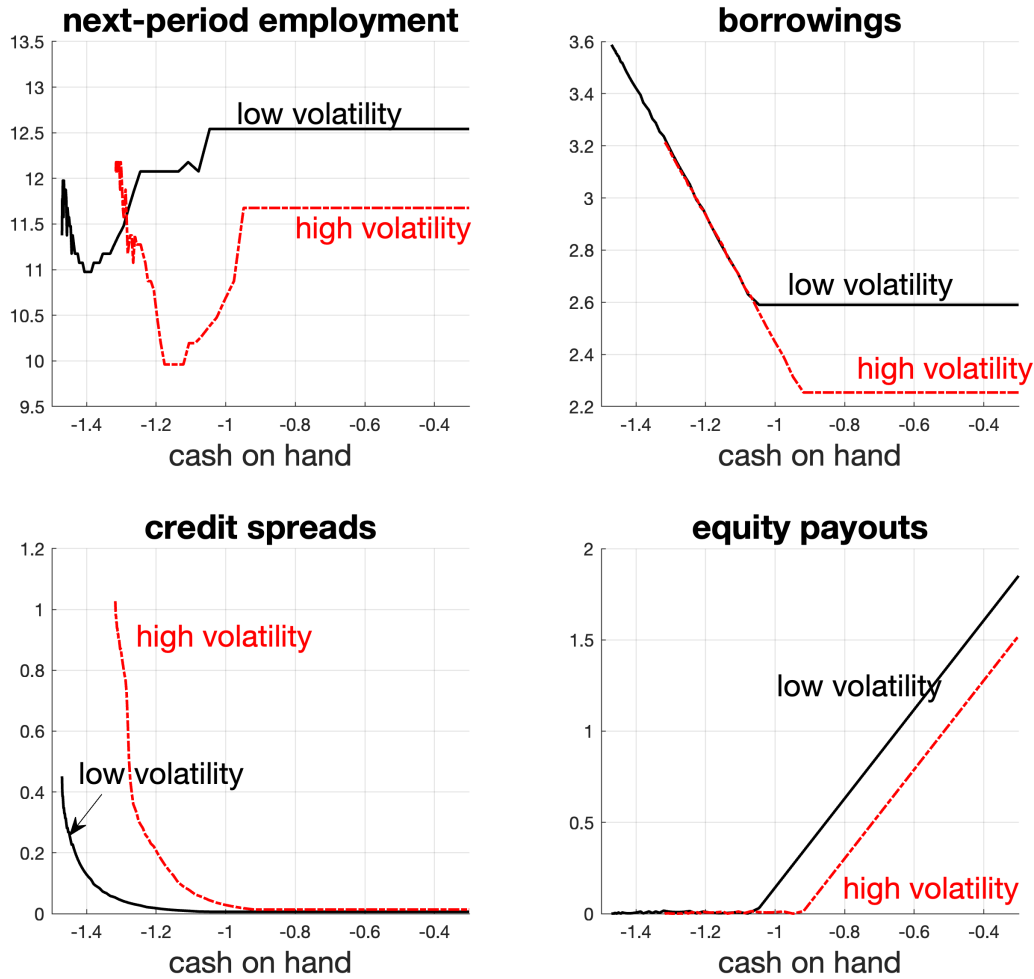 next-period employment
13.5
13
12.5
12
11.5
11
10.5
10
9.5
low volatility
high volatility
-1.4 -1.2 -1 -0.8 -0.6 -0.4
cash on hand
borrowings
3.6
3.4
3.2
3
2.8
2.6
2.4
2.2
low volatility
high volatility
-1.4 -1.2 -1 -0.8 -0.6 -0.4
cash on hand
credit spreads
1.2
1
0.8
0.6
0.4
0.2
0
high volatility
low volatility
-1.4 -1.2 -1 -0.8 -0.6 -0.4
cash on hand
equity payouts
2
1.5
1
0.5
0
low volatility
high volatility
-1.4 -1.2 -1 -0.8 -0.6 -0.4
cash on hand